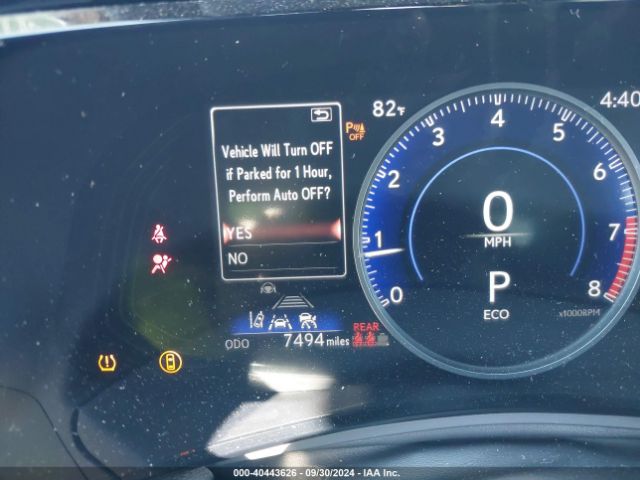 82°F
4:40
P
OFF
Vehicle Will Turn OFF
if Parked for 1 Hour,
Perform Auto OFF?
YES
NO
0
1
2
3
4
5
6
7
8
0
MPH
P
ECO
x1000RPM
REAR
ODO 7494 miles
000-40443626 - 09/30/2024 - IAA Inc.